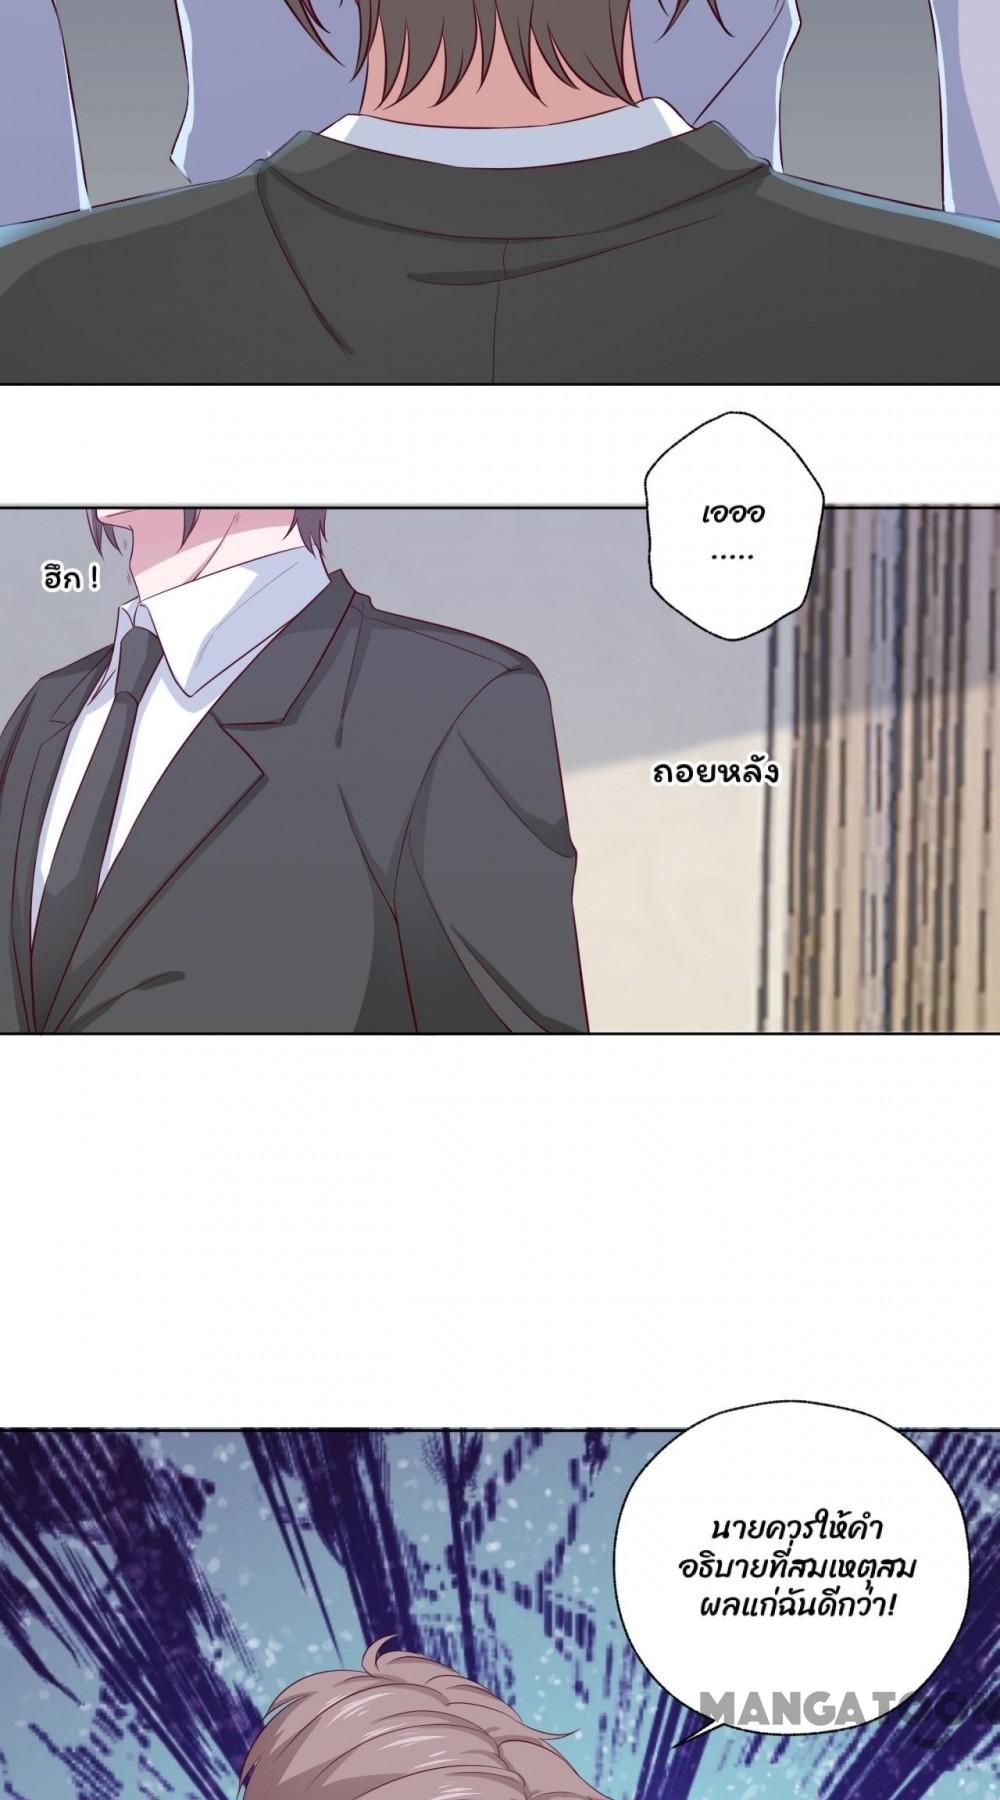 เอออ
.....
ฮึก !
ถอยหลัง
นายควรให้คำ
อธิบายที่สมเหตุสม
ผลแก่ฉันดีกว่า!
MANGATOON